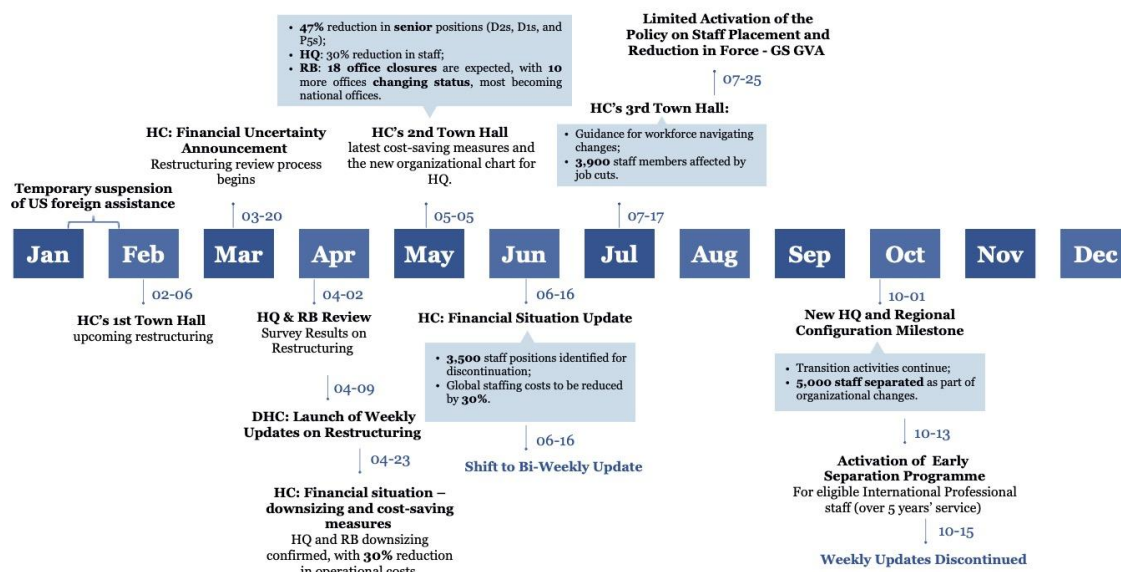 • 47% reduction in senior positions (D2s, D1s, and
P5s);
• HQ: 30% reduction in staff;
• RB: 18 office closures are expected, with 10
more offices changing status, most becoming
national offices.
Limited Activation of the
Policy on Staff Placement and
Reduction in Force - GS GVA
07-25
HC: Financial Uncertainty
Announcement
Restructuring review process
begins
HC's 2nd Town Hall
latest cost-saving measures and
the new organizational chart for
HQ.
HC's 3rd Town Hall:
• Guidance for workforce navigating
changes;
• 3,900 staff members affected by
job cuts.
Temporary suspension
of US foreign assistance
03-20
05-05
07-17
Jan
Feb
Mar
Apr
May
Jun
Jul
Aug
Sep
Oct
Nov
Dec
02-06
HC's 1st Town Hall
upcoming restructuring
04-02
HQ & RB Review
Survey Results on
Restructuring
04-09
DHC: Launch of Weekly
Updates on Restructuring
04-23
HC: Financial situation –
downsizing and cost-saving
measures
HQ and RB downsizing
confirmed, with 30% reduction
in operational costs
06-16
HC: Financial Situation Update
• 3,500 staff positions identified for
discontinuation;
• Global staffing costs to be reduced
by 30%.
06-16
Shift to Bi-Weekly Update
10-01
New HQ and Regional
Configuration Milestone
• Transition activities continue;
• 5,000 staff separated as part of
organizational changes.
10-13
Activation of Early
Separation Programme
For eligible International Professional
staff (over 5 years' service)
10-15
Weekly Updates Discontinued